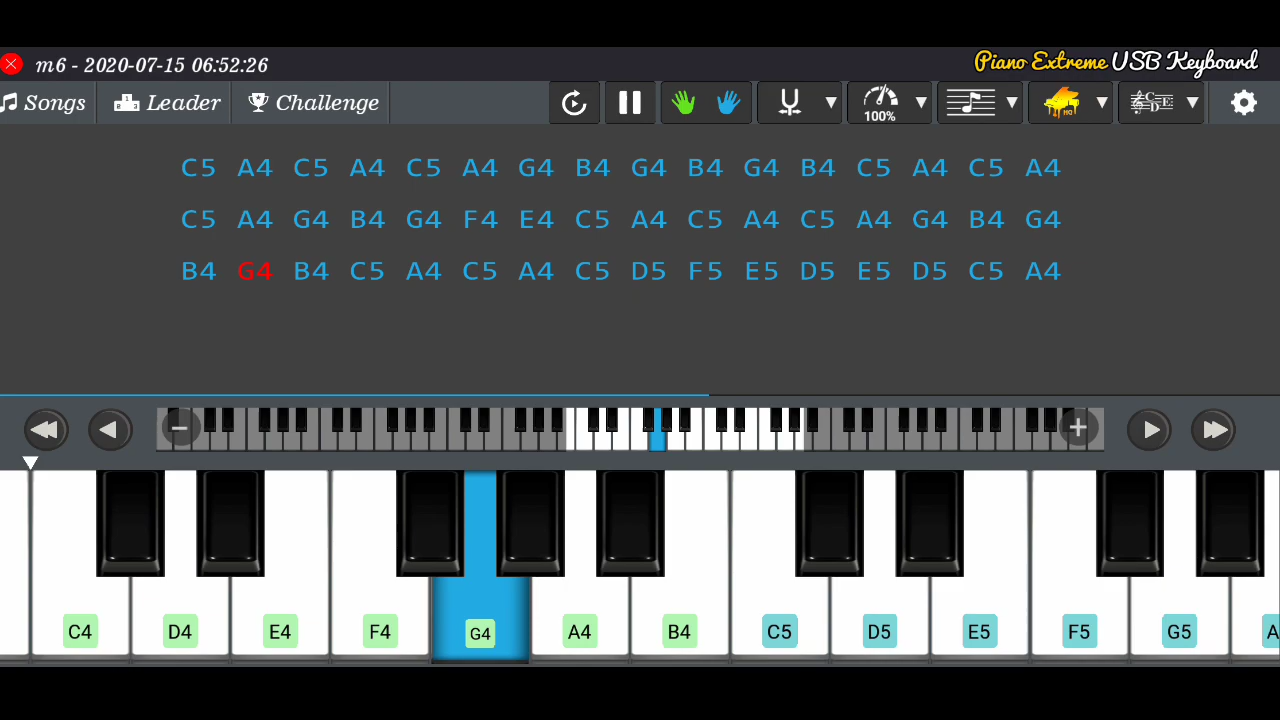 m6 - 2020-07-15 06:52:26
Piano Extreme USB Keyboard
Songs Leader Challenge
100%
HQ
C D E
C5 A4 C5 A4 C5 A4 G4 B4 G4 B4 G4 B4 C5 A4 C5 A4
C5 A4 G4 B4 G4 F4 E4 C5 A4 C5 A4 C5 A4 G4 B4 G4
B4 G4 B4 C5 A4 C5 A4 C5 D5 F5 E5 D5 E5 D5 C5 A4
C4 D4 E4 F4 G4 A4 B4 C5 D5 E5 F5 G5 A